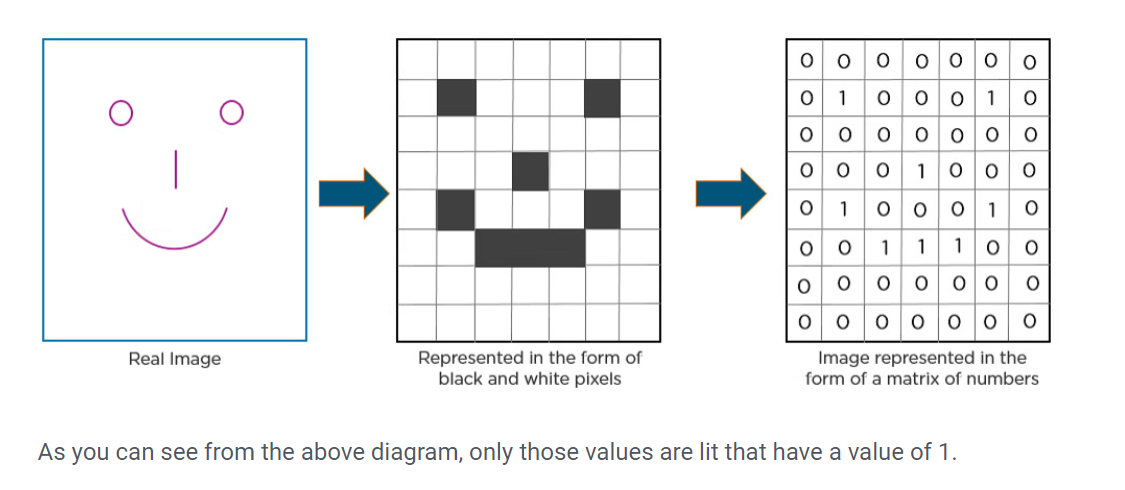 0 0 0 0 0 0 0
0 1 0 0 0 1 0
0 0 0 0 0 0 0
0 0 0 1 0 0 0
0 1 0 0 0 1 0
0 0 1 1 1 0 0
0 0 0 0 0 0 0
0 0 0 0 0 0 0
Real Image
Represented in the form of
black and white pixels
Image represented in the
form of a matrix of numbers
As you can see from the above diagram, only those values are lit that have a value of 1.